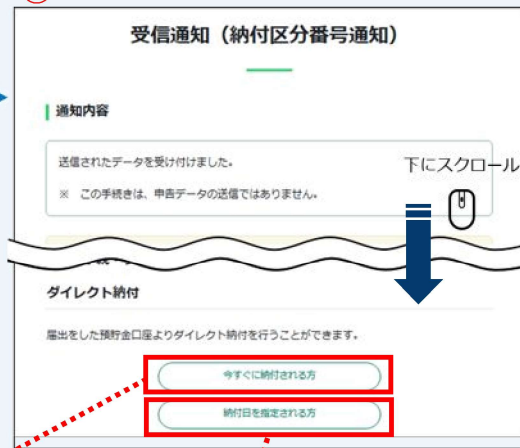 受信通知（納付区分番号通知）
通知内容
送信されたデータを受け付けました。
※ この手続きは、申告データの送信ではありません。
下にスクロール
ダイレクト納付
届出をした預貯金口座よりダイレクト納付を行うことができます。
今すぐに納付される方
納付日を指定される方